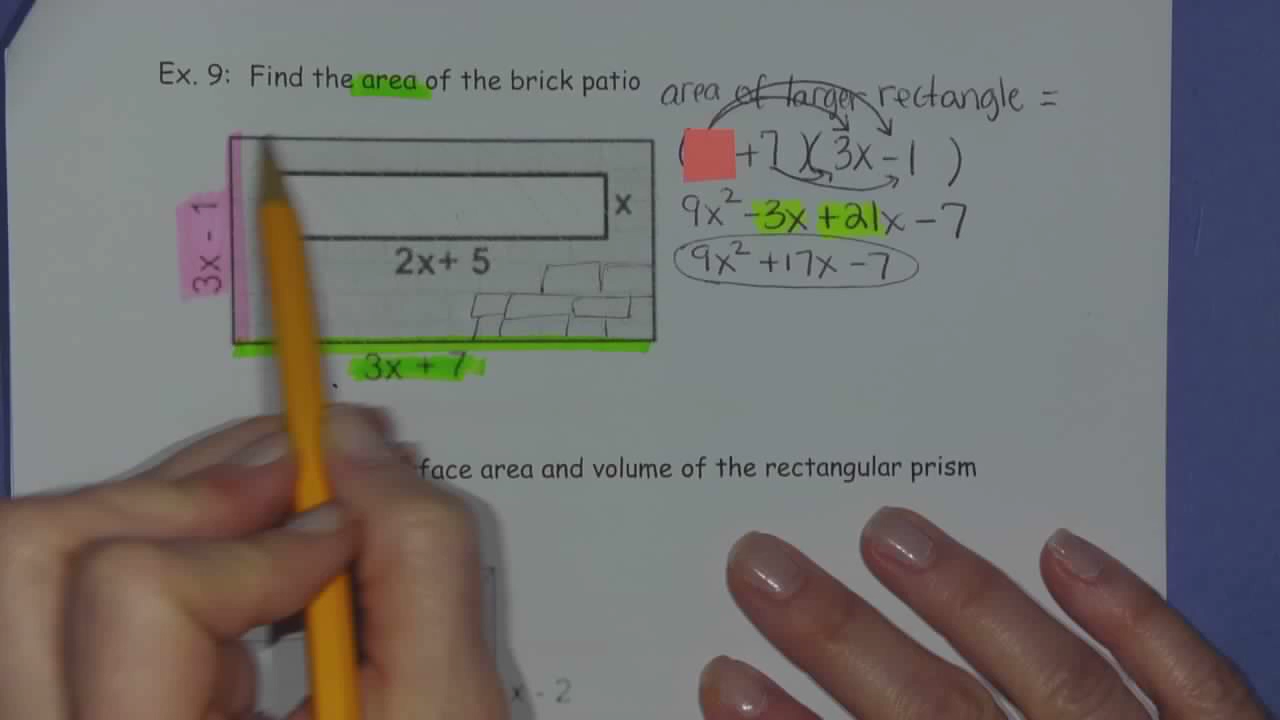 Ex. 9: Find the area of the brick patio
area of larger rectangle =
+7)(3x-1)
9x² -3x +21x -7
9x² +17x -7
3x - 1
x
2x+ 5
3x + 7
face area and volume of the rectangular prism
x - 2